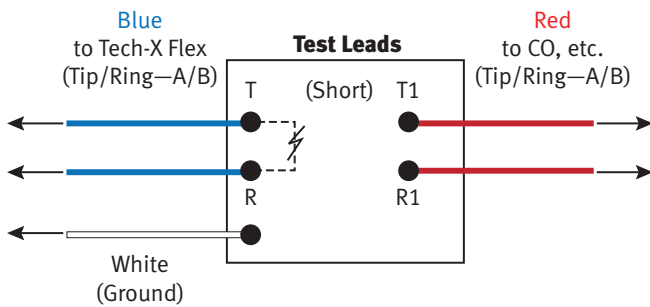 Blue
to Tech-X Flex
(Tip/Ring—A/B)
Test Leads
Red
to CO, etc.
(Tip/Ring—A/B)
T
(Short)
T1
R
R1
White
(Ground)